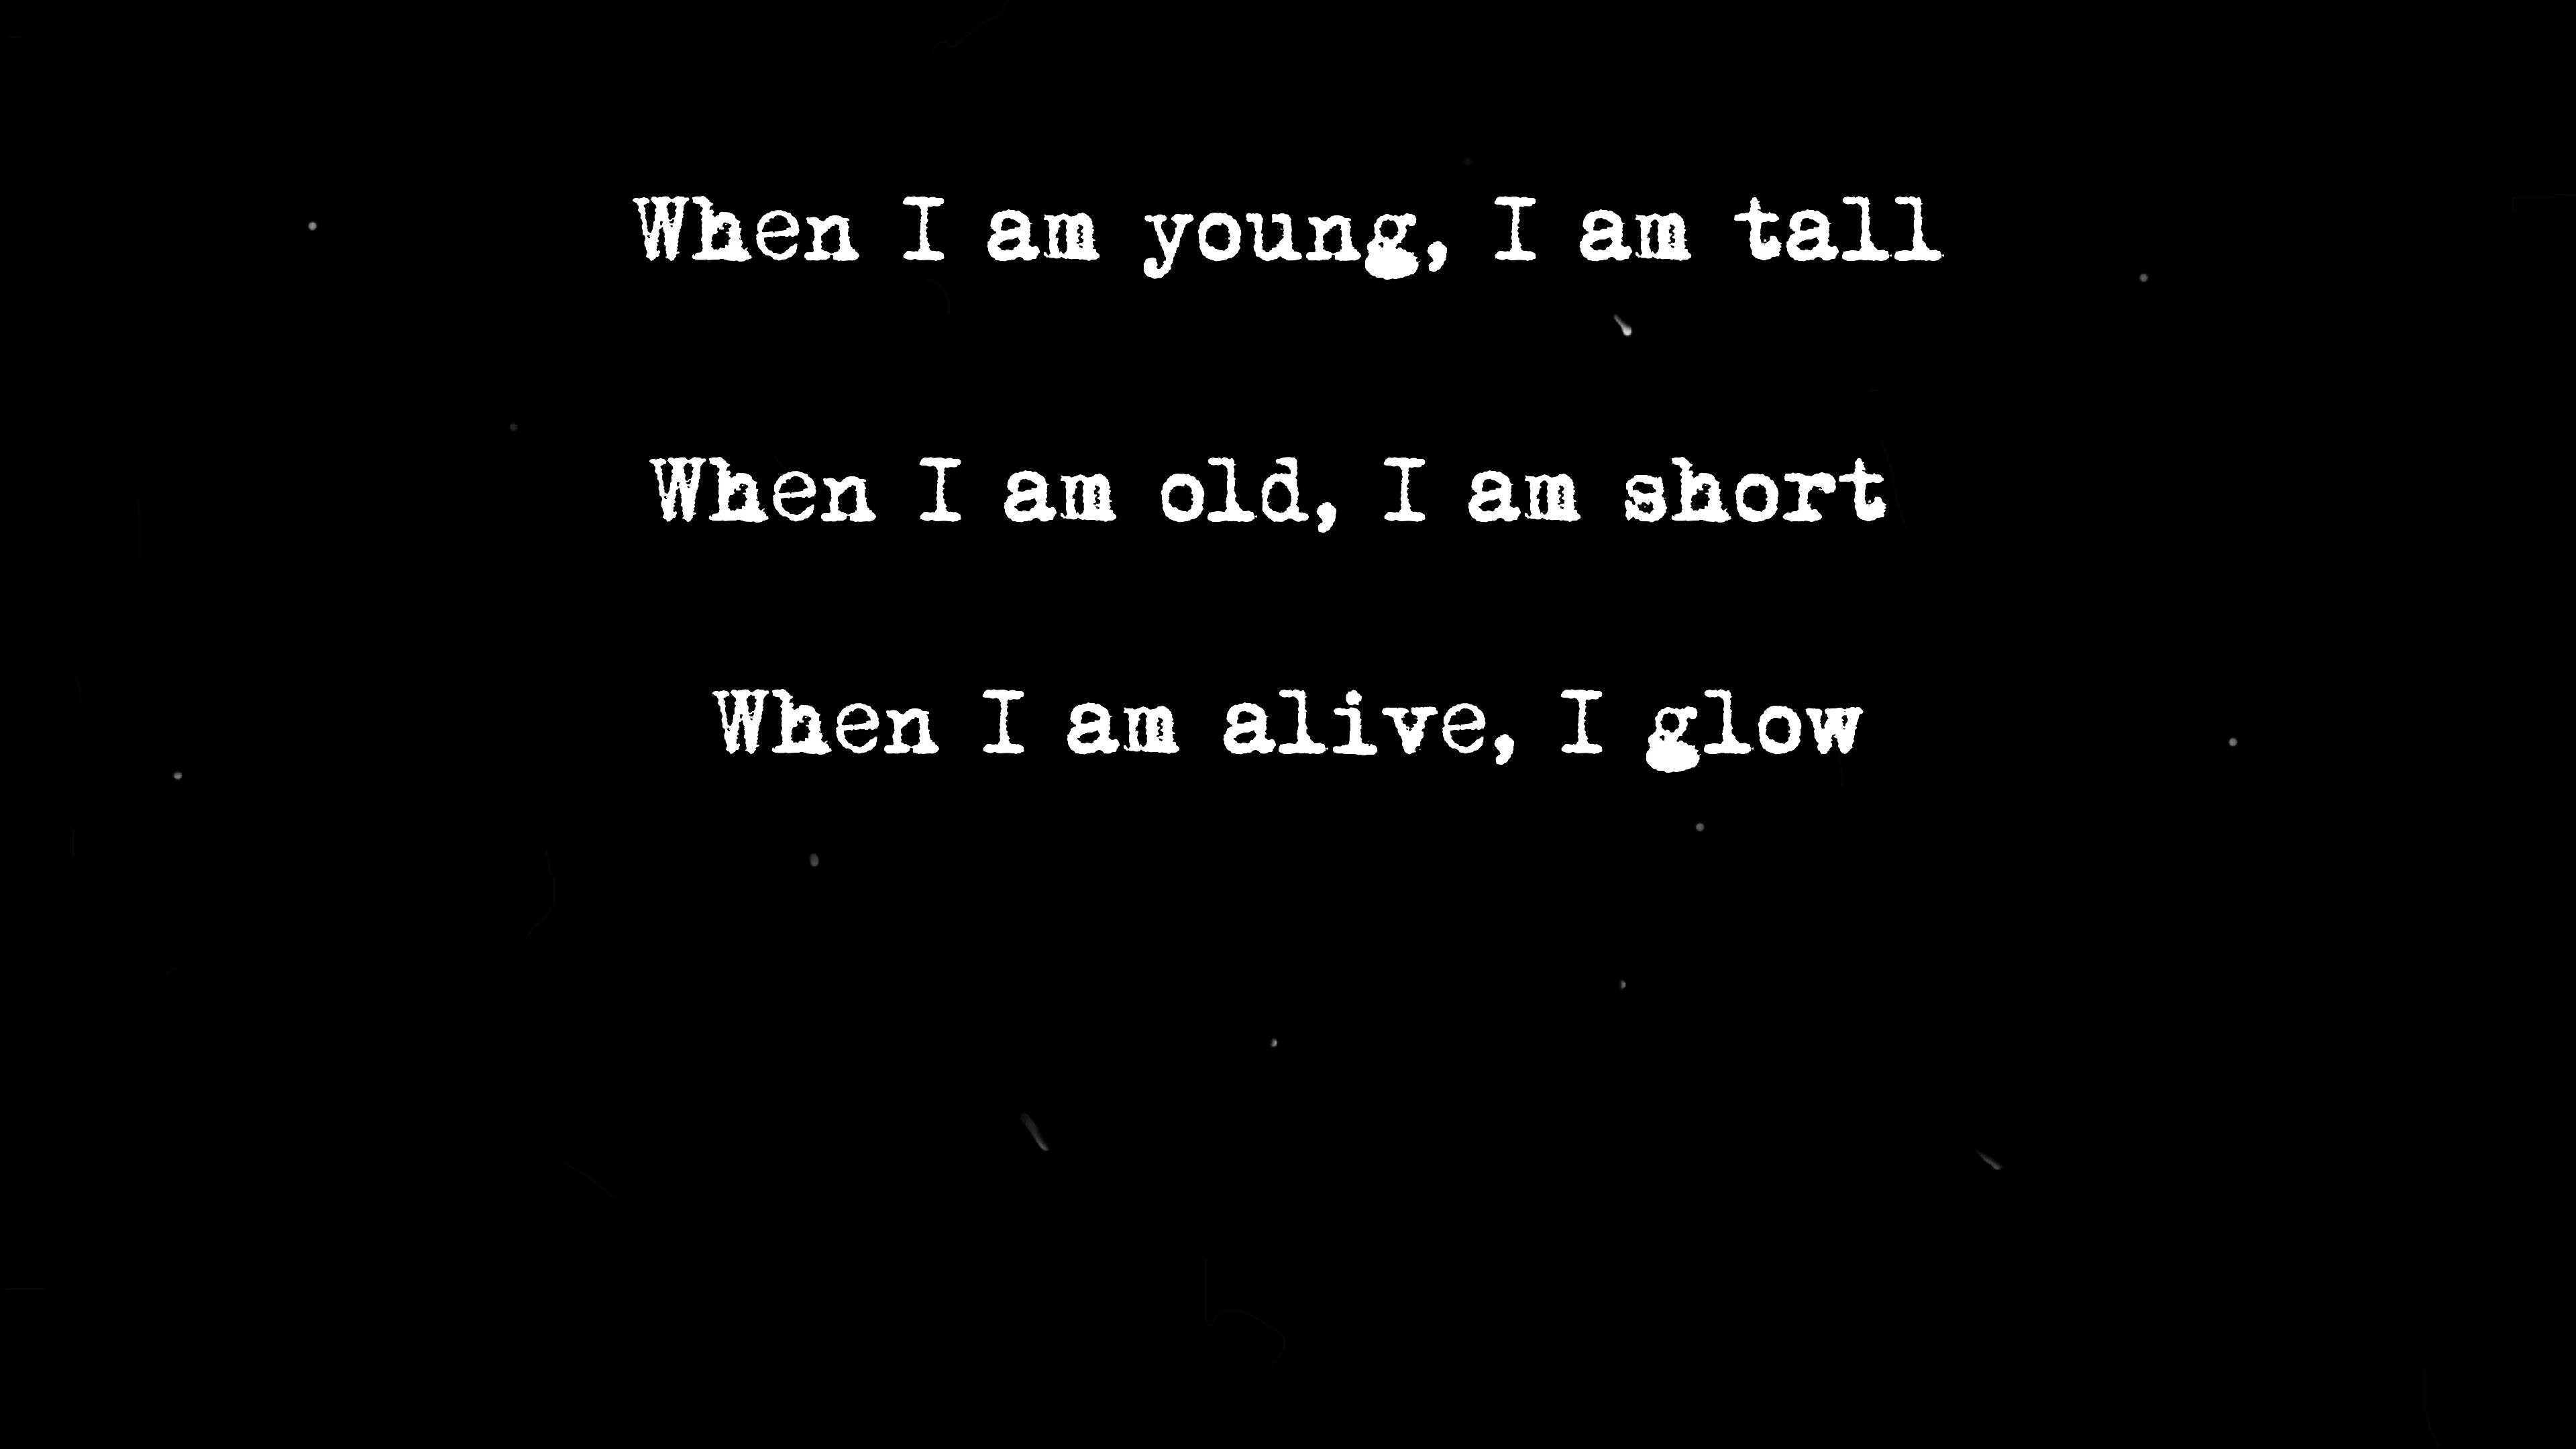 When I am young, I am tall
When I am old, I am short
When I am alive, I glow